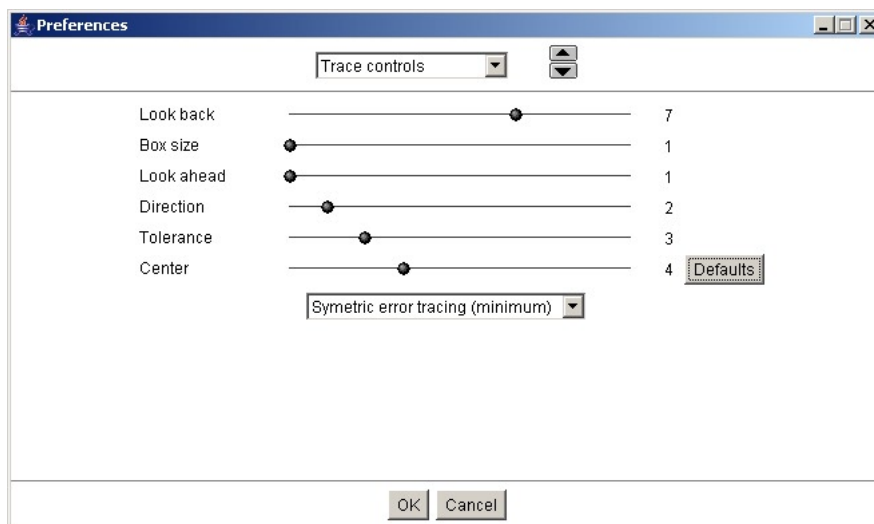 Preferences
Trace controls
Look back 7
Box size 1
Look ahead 1
Direction 2
Tolerance 3
Center 4 Defaults
Symetric error tracing (minimum)
OK Cancel